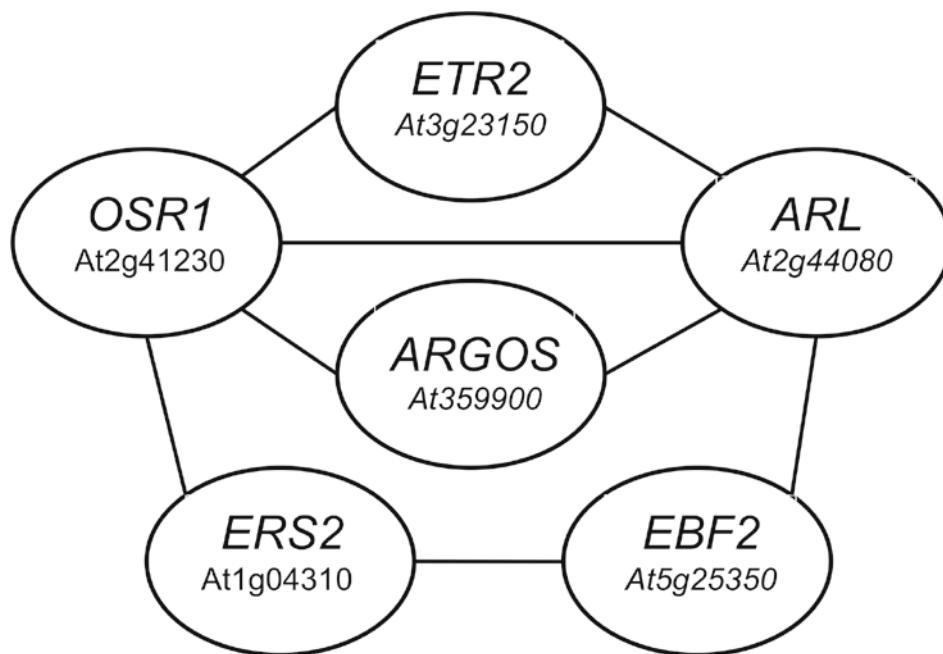 ETR2
At3g23150
OSR1
At2g41230
ARL
At2g44080
ARGOS
At359900
ERS2
At1g04310
EBF2
At5g25350